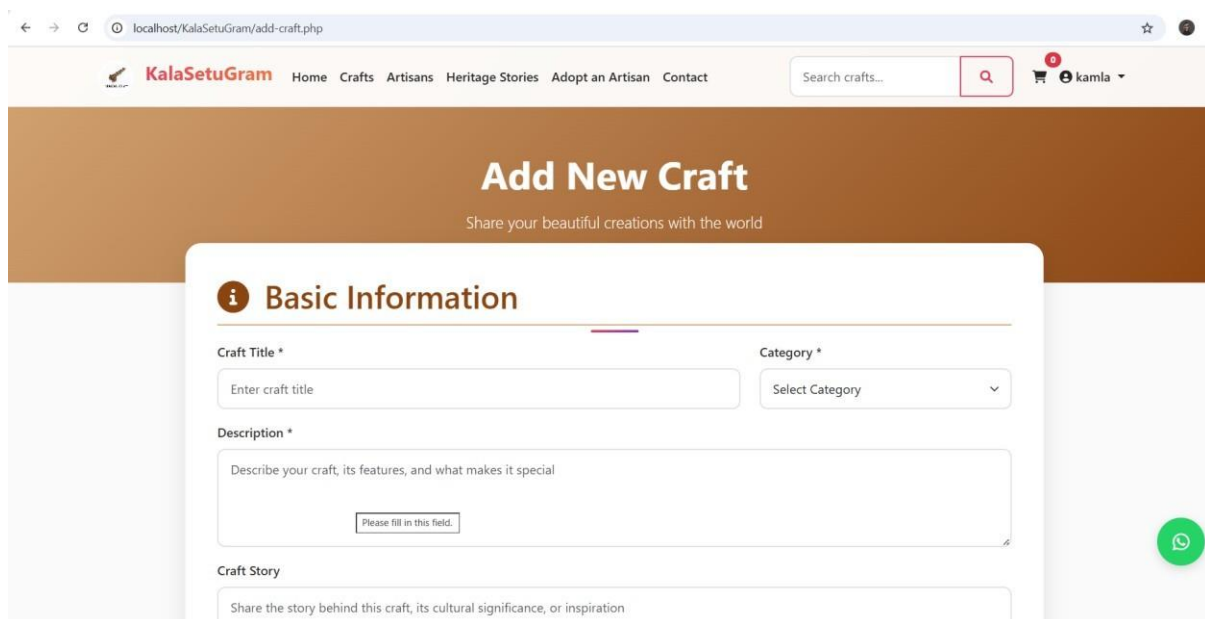 localhost/KalaSetuGram/add-craft.php
KalaSetuGram Home Crafts Artisans Heritage Stories Adopt an Artisan Contact Search crafts... 0 kamla
Add New Craft
Share your beautiful creations with the world
Basic Information
Craft Title * Category *
Enter craft title Select Category
Description *
Describe your craft, its features, and what makes it special
Please fill in this field.
Craft Story
Share the story behind this craft, its cultural significance, or inspiration